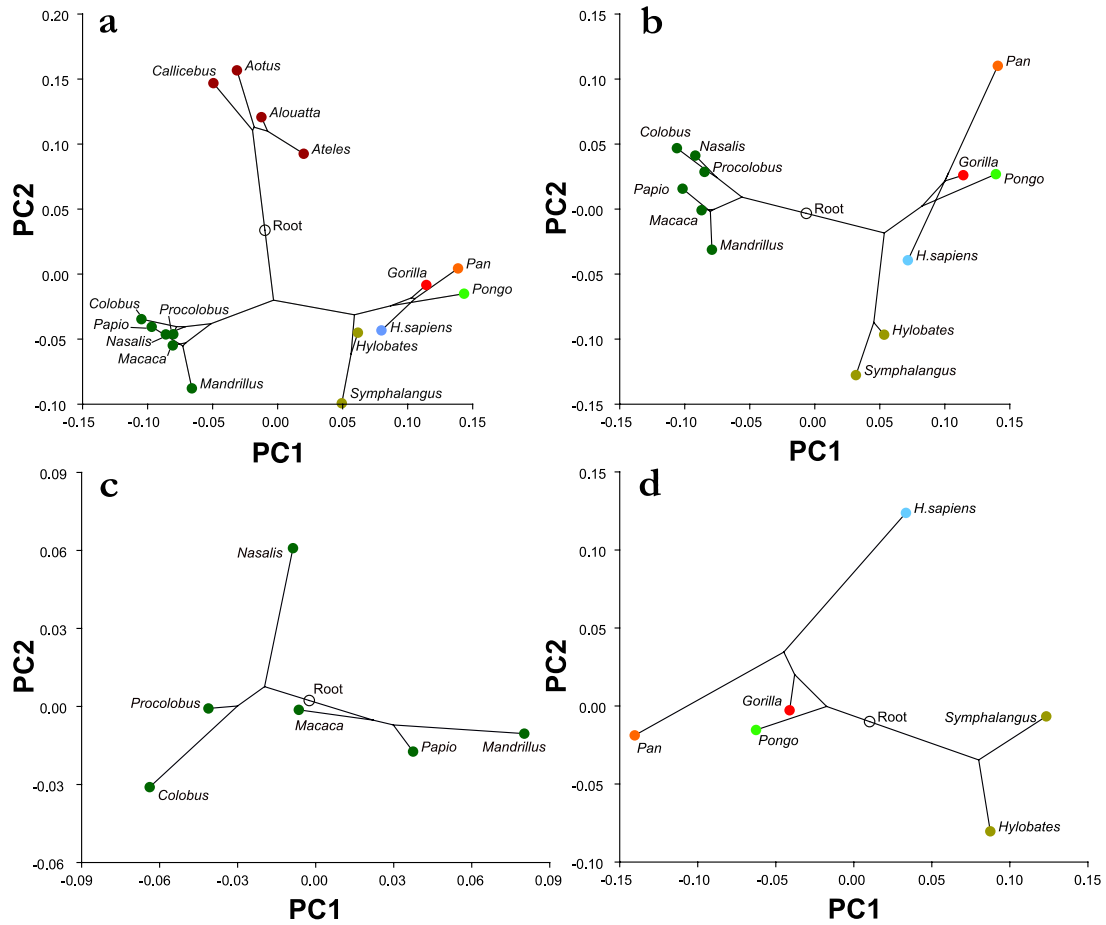 a
0.20
0.15
0.10
0.05
0.00
-0.05
-0.10
PC2
Callicebus
Aotus
Alouatta
Ateles
Root
Gorilla
Pan
Pongo
H.sapiens
Hylobates
Symphalangus
Colobus
Procolobus
Papio
Nasalis
Macaca
Mandrillus
-0.15 -0.10 -0.05 0.00 0.05 0.10 0.15
PC1
b
0.15
0.10
0.05
-0.00
-0.05
-0.10
-0.15
PC2
Pan
Colobus
Nasalis
Procolobus
Gorilla
Papio
Pongo
Root
Macaca
Mandrillus
H.sapiens
Hylobates
Symphalangus
-0.15 -0.10 -0.05 0.00 0.05 0.10 0.15
PC1
c
0.09
0.06
0.03
0.00
-0.03
-0.06
PC2
Nasalis
Root
Procolobus
Macaca
Papio
Mandrillus
Colobus
-0.09 -0.06 -0.03 0.00 0.03 0.06 0.09
PC1
d
0.15
0.10
0.05
0.00
-0.05
-0.10
PC2
H.sapiens
Gorilla
Root
Symphalangus
Pan
Pongo
Hylobates
-0.15 -0.10 -0.05 0.00 0.05 0.10 0.15
PC1